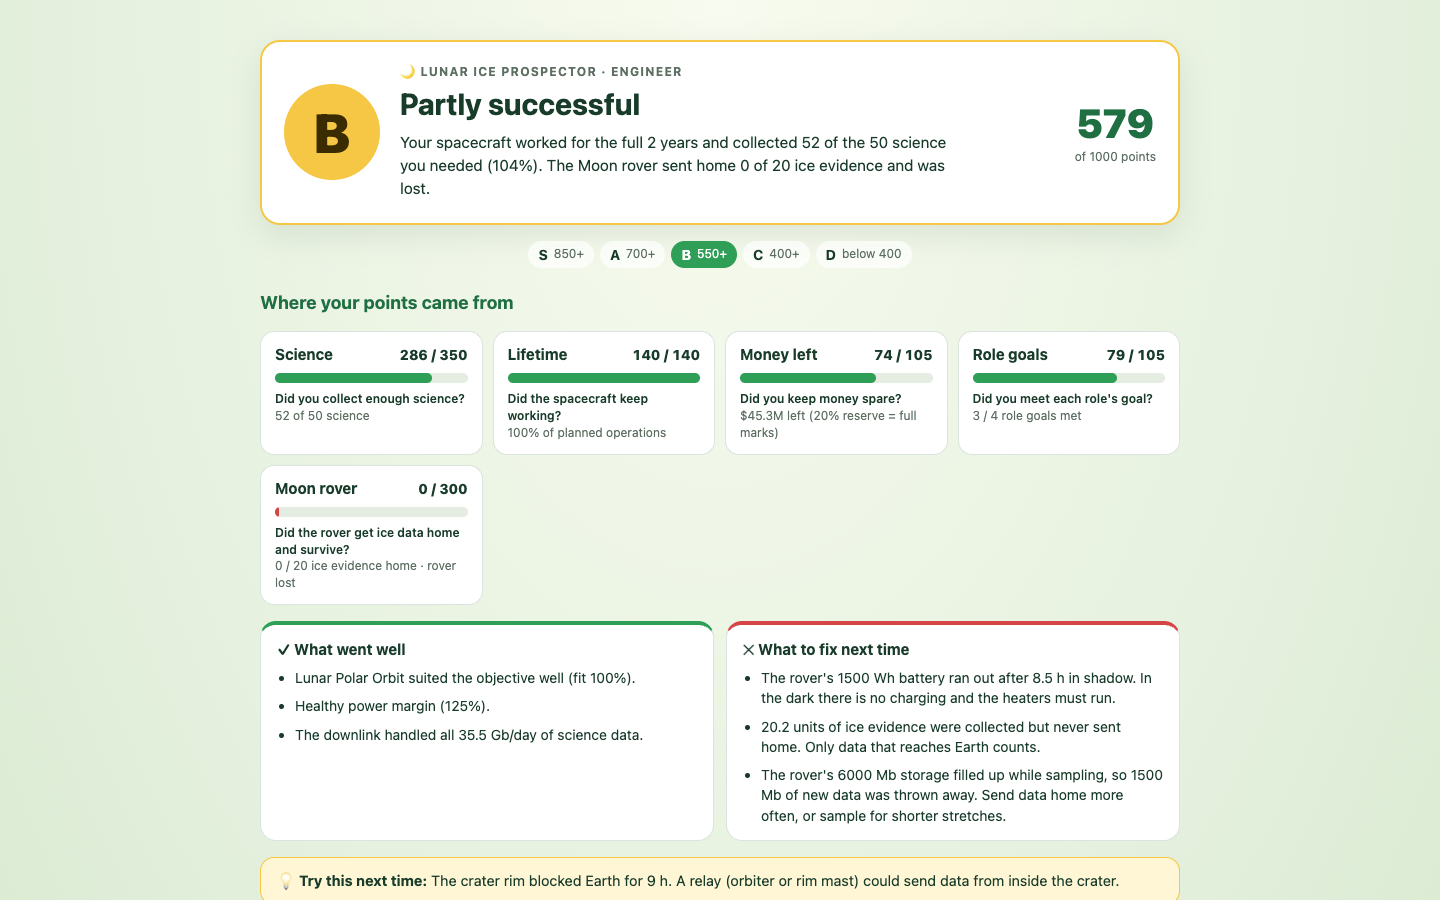 🌙 LUNAR ICE PROSPECTOR · ENGINEER
B
Partly successful
Your spacecraft worked for the full 2 years and collected 52 of the 50 science
you needed (104%). The Moon rover sent home 0 of 20 ice evidence and was
lost.
579
of 1000 points
S 850+ A 700+ B 550+ C 400+ D below 400
Where your points came from
Science 286 / 350
Did you collect enough science?
52 of 50 science
Lifetime 140 / 140
Did the spacecraft keep
working?
100% of planned operations
Money left 74 / 105
Did you keep money spare?
$45.3M left (20% reserve = full
marks)
Role goals 79 / 105
Did you meet each role's goal?
3 / 4 role goals met
Moon rover 0 / 300
Did the rover get ice data home
and survive?
0 / 20 ice evidence home · rover
lost
✓ What went well
• Lunar Polar Orbit suited the objective well (fit 100%).
• Healthy power margin (125%).
• The downlink handled all 35.5 Gb/day of science data.
✕ What to fix next time
• The rover's 1500 Wh battery ran out after 8.5 h in shadow. In
the dark there is no charging and the heaters must run.
• 20.2 units of ice evidence were collected but never sent
home. Only data that reaches Earth counts.
• The rover's 6000 Mb storage filled up while sampling, so 1500
Mb of new data was thrown away. Send data home more
often, or sample for shorter stretches.
💡 Try this next time: The crater rim blocked Earth for 9 h. A relay (orbiter or rim mast) could send data from inside the crater.